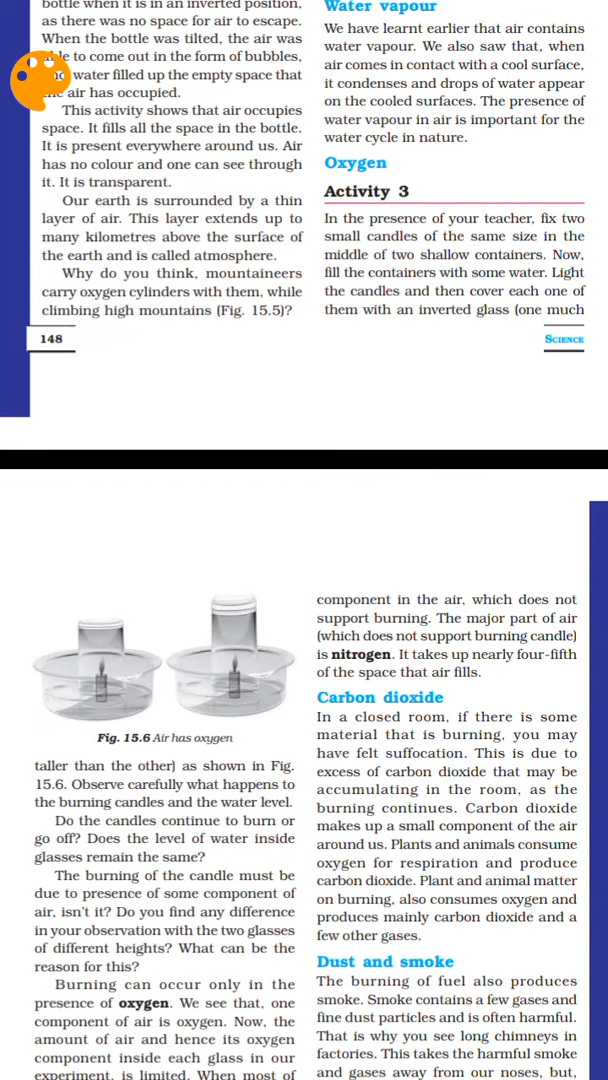 bottle when it is in an inverted position,
as there was no space for air to escape.
When the bottle was tilted, the air was
to come out in the form of bubbles,
water filled up the empty space that
air has occupied.
This activity shows that air occupies
space. It fills all the space in the bottle.
It is present everywhere around us. Air
has no colour and one can see through
it. It is transparent.
Our earth is surrounded by a thin
layer of air. This layer extends up to
many kilometres above the surface of
the earth and is called atmosphere.
Why do you think, mountaineers
carry oxygen cylinders with them, while
climbing high mountains (Fig. 15.5)?
Water vapour
We have learnt earlier that air contains
water vapour. We also saw that, when
air comes in contact with a cool surface,
it condenses and drops of water appear
on the cooled surfaces. The presence of
water vapour in air is important for the
water cycle in nature.
Oxygen
Activity 3
In the presence of your teacher, fix two
small candles of the same size in the
middle of two shallow containers. Now,
fill the containers with some water. Light
the candles and then cover each one of
them with an inverted glass (one much
148
SCIENCE
Fig. 15.6 Air has oxygen
taller than the other) as shown in Fig.
15.6. Observe carefully what happens to
the burning candles and the water level.
Do the candles continue to burn or
go off? Does the level of water inside
glasses remain the same?
The burning of the candle must be
due to presence of some component of
air, isn't it? Do you find any difference
in your observation with the two glasses
of different heights? What can be the
reason for this?
Burning can occur only in the
presence of oxygen. We see that, one
component of air is oxygen. Now, the
amount of air and hence its oxygen
component inside each glass in our
experiment, is limited. When most of
component in the air, which does not
support burning. The major part of air
(which does not support burning candle)
is nitrogen. It takes up nearly four-fifth
of the space that air fills.
Carbon dioxide
In a closed room, if there is some
material that is burning, you may
have felt suffocation. This is due to
excess of carbon dioxide that may be
accumulating in the room, as the
burning continues. Carbon dioxide
makes up a small component of the air
around us. Plants and animals consume
oxygen for respiration and produce
carbon dioxide. Plant and animal matter
on burning, also consumes oxygen and
produces mainly carbon dioxide and a
few other gases.
Dust and smoke
The burning of fuel also produces
smoke. Smoke contains a few gases and
fine dust particles and is often harmful.
That is why you see long chimneys in
factories. This takes the harmful smoke
and gases away from our noses, but,